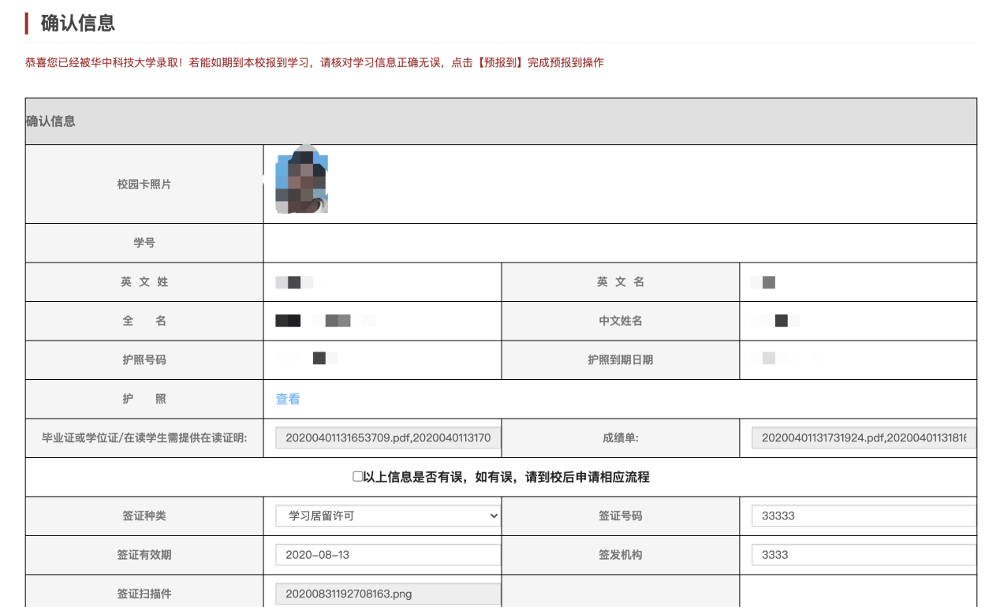 确认信息
恭喜您已经被华中科技大学录取！若能如期到本校报到学习，请核对学习信息正确无误，点击【预报到】完成预报到操作
确认信息
校园卡照片
学号
英 文 姓 英 文 名
全 名 中文姓名
护照号码 护照到期日期
护 照 查看
毕业证或学位证/在读学生需提供在读证明: 20200401131653709.pdf,2020040113170 成绩单: 20200401131731924.pdf,20200401131816
以上信息是否有误，如有误，请到校后申请相应流程
签证种类 学习居留许可 签证号码 33333
签证有效期 2020-08-13 签发机构 3333
签证扫描件 20200831192708163.png